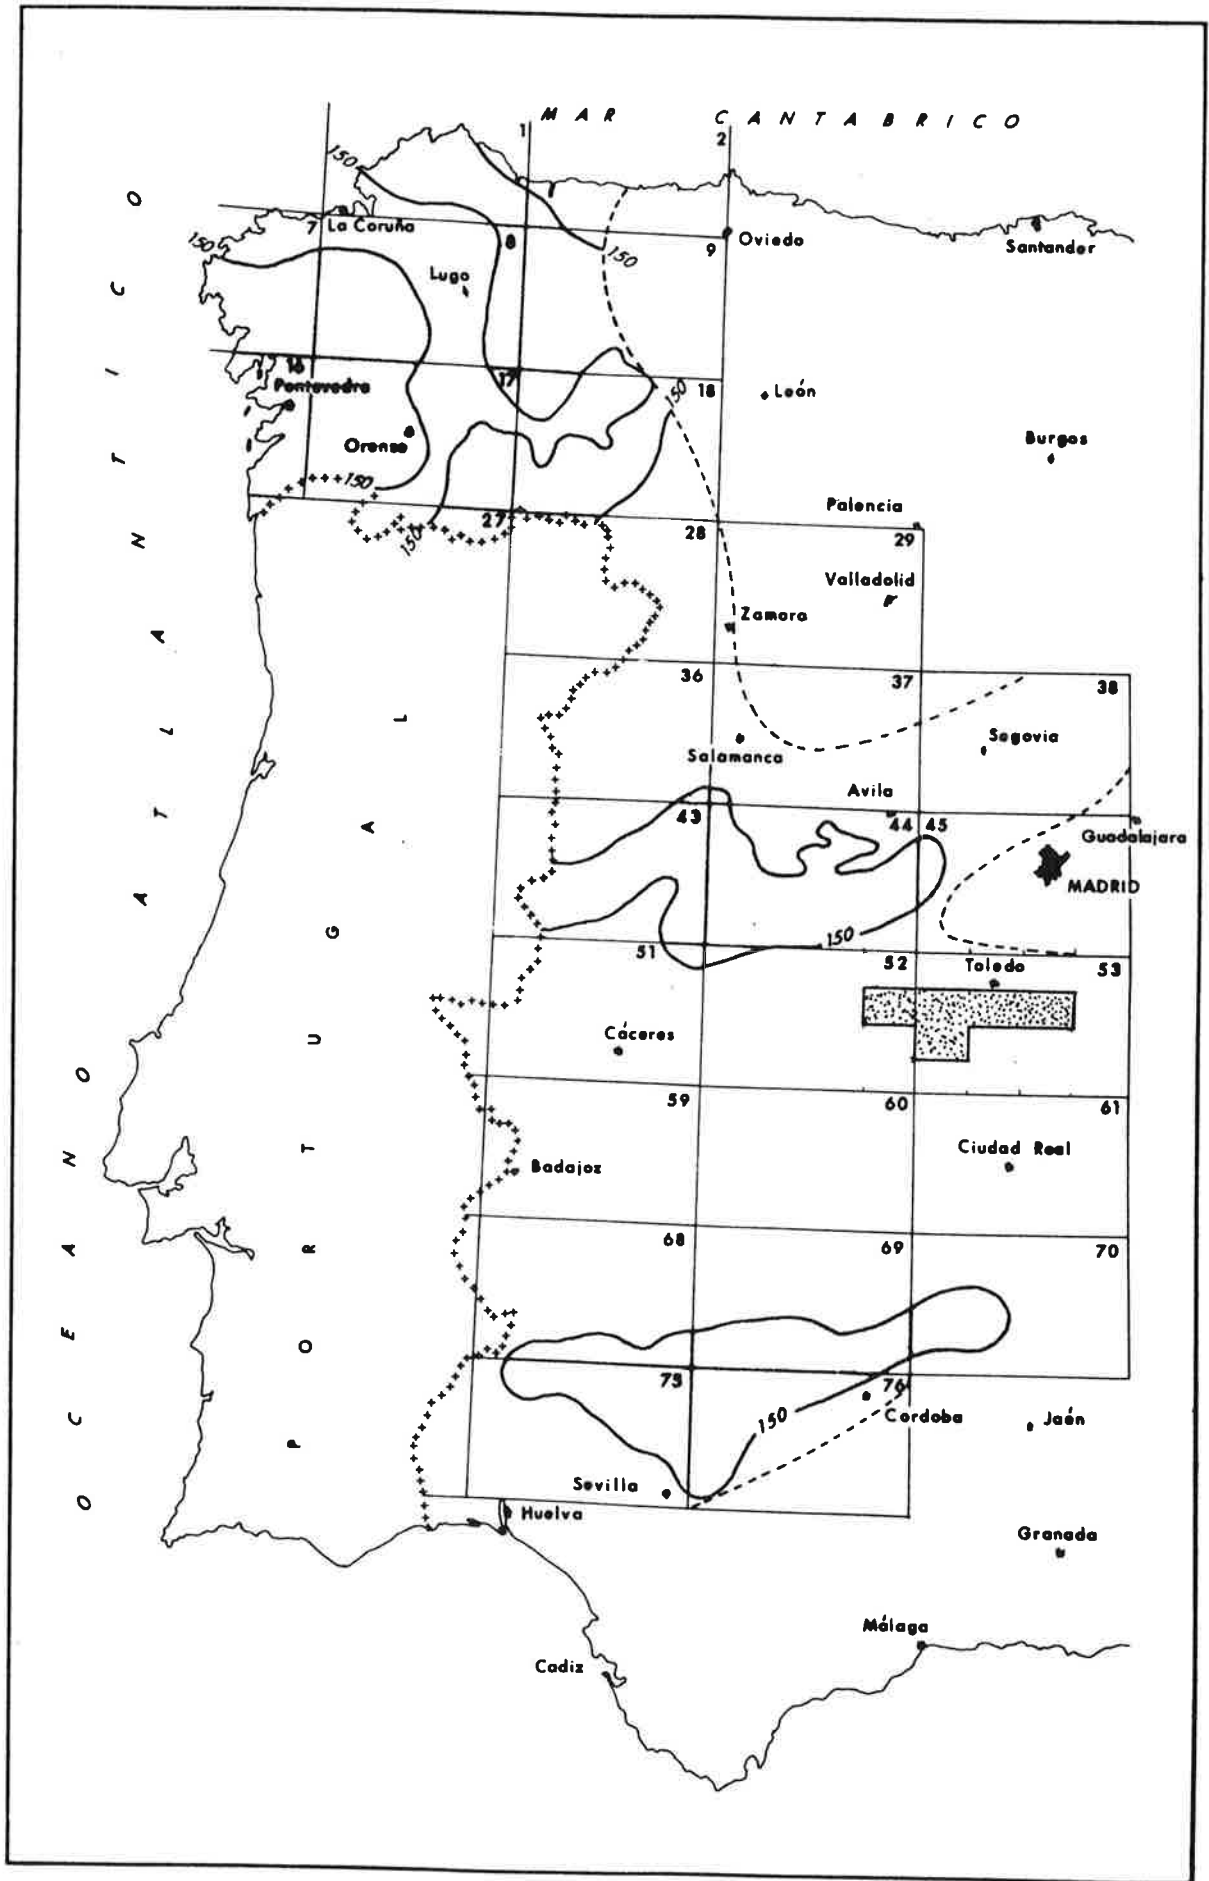 MAR CANTABRICO
1
2
150
7
La Coruña
8
9
Oviedo
Santander
150
150
Lugo
16
Pontevedra
17
18
León
150
Orense
Burgos
150
27
150
28
Palencia
29
Valladolid
Zamora
36
37
38
Salamanca
Segovia
Avila
43
44
45
Guadalajara
MADRID
150
51
52
Toledo
53
Cáceres
59
60
61
Ciudad Real
Badajoz
68
69
70
75
76
150
Cordoba
Jaén
Sevilla
Huelva
Granada
Málaga
Cadiz
OCEANO ATLANTICO
PORTUGAL